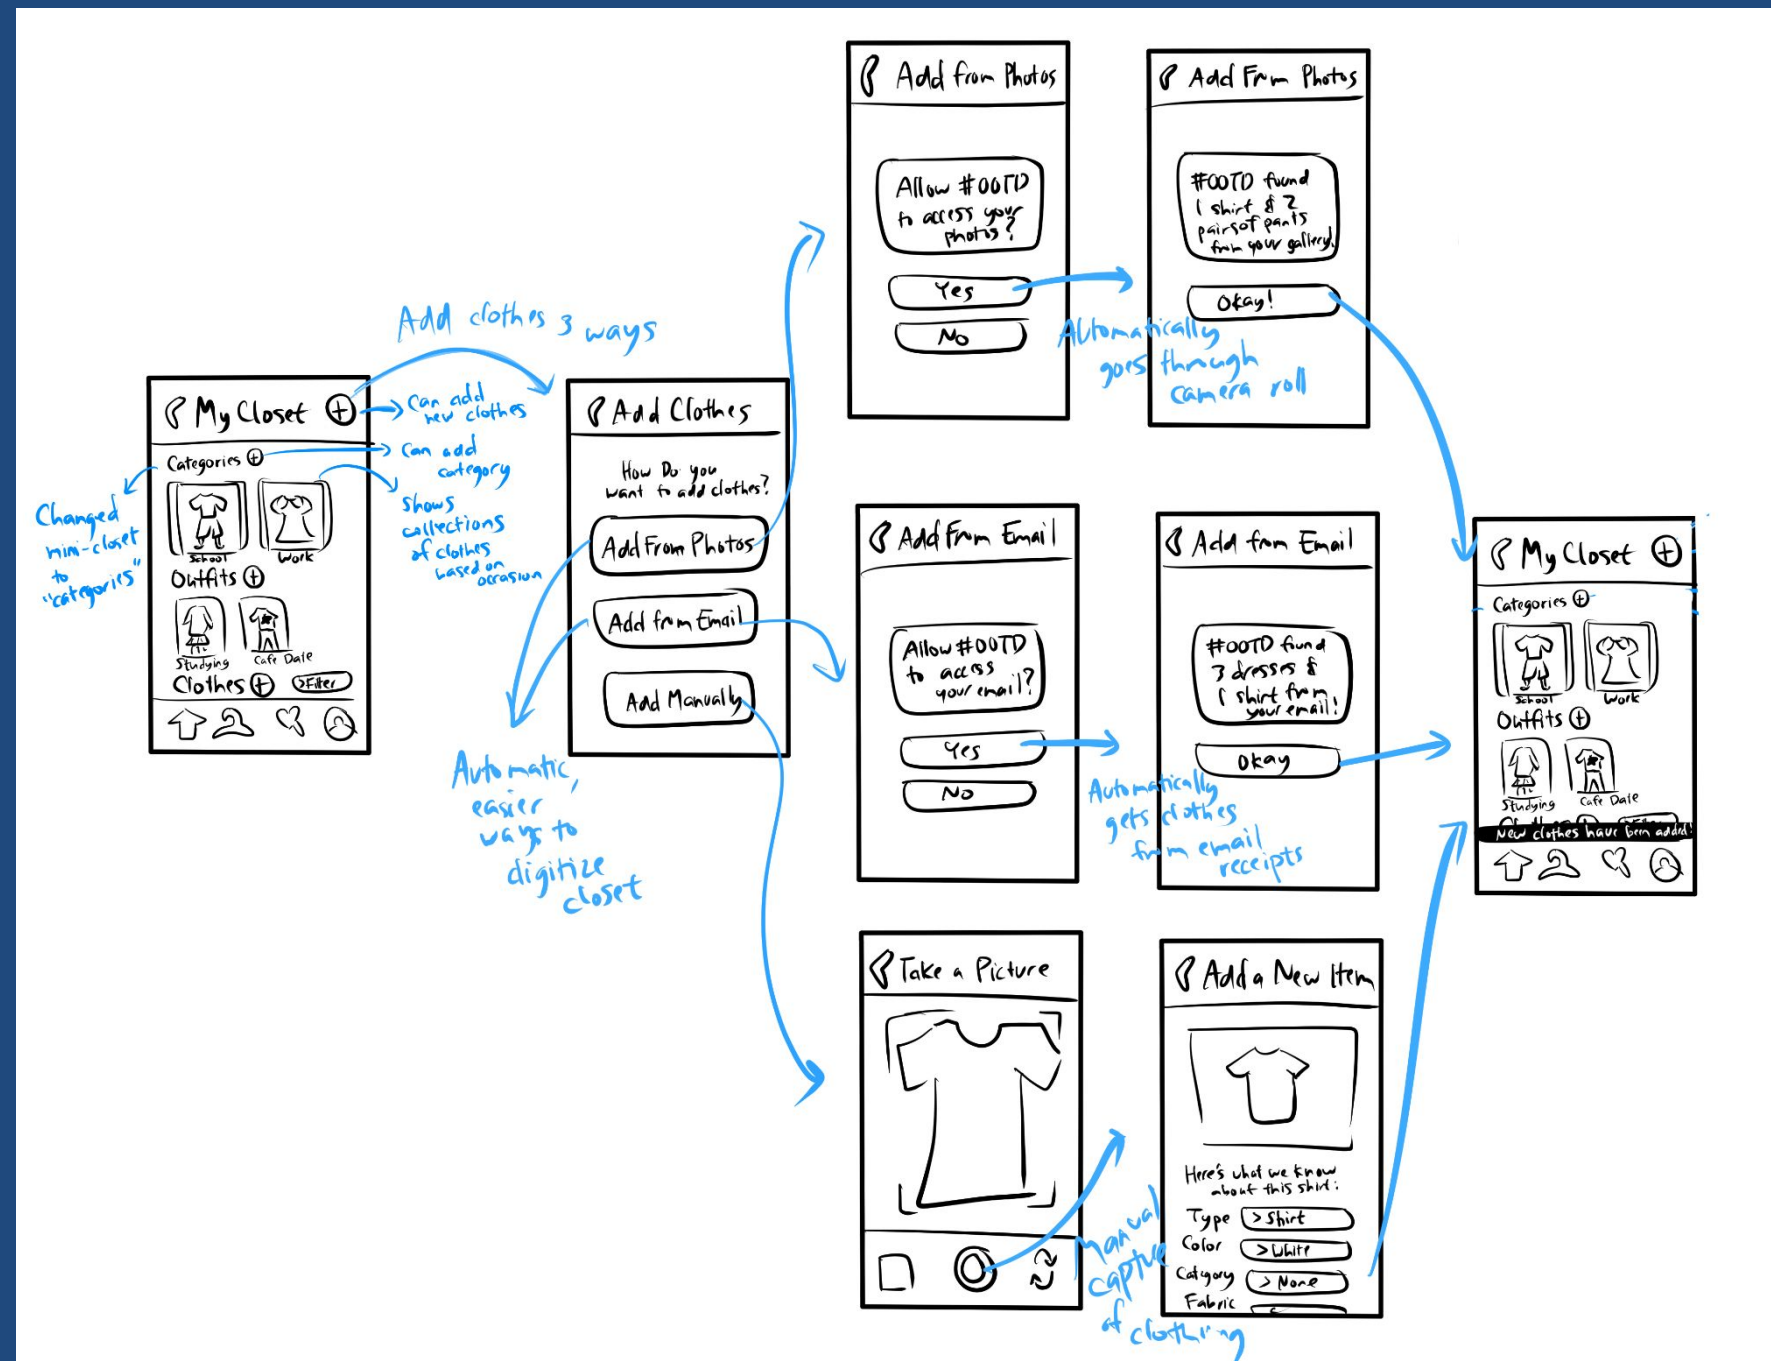 My Closet
Categories
School
Work
Outfits
Studying
Cafe Date
Clothes
>Filter
Changed
mini-closet
to
"categories"
Add clothes 3 ways
Can add
new clothes
Can add
category
Shows
collections
of clothes
based on
occasion
Add Clothes
How Do you
want to add clothes?
Add From Photos
Add from Email
Add Manually
Automatic,
easier
ways to
digitize
closet
Add from Photos
Allow #OOTD
to access your
photos?
Yes
No
Automatically
goes through
camera roll
Add From Photos
#OOTD found
1 shirt & 2
pairs of pants
from your gallery!
Okay!
Add From Email
Allow #OOTD
to access
your email?
Yes
No
Automatically
gets clothes
from email
receipts
Add from Email
#OOTD found
3 dresses &
1 shirt from
your email!
Okay
Take a Picture
Manual
capture
of clothing
Add a New Item
Here's what we know
about this shirt:
Type >Shirt
Color >White
Category >None
Fabric
My Closet
Categories
School
Work
Outfits
Studying
Cafe Date
New clothes have been added!